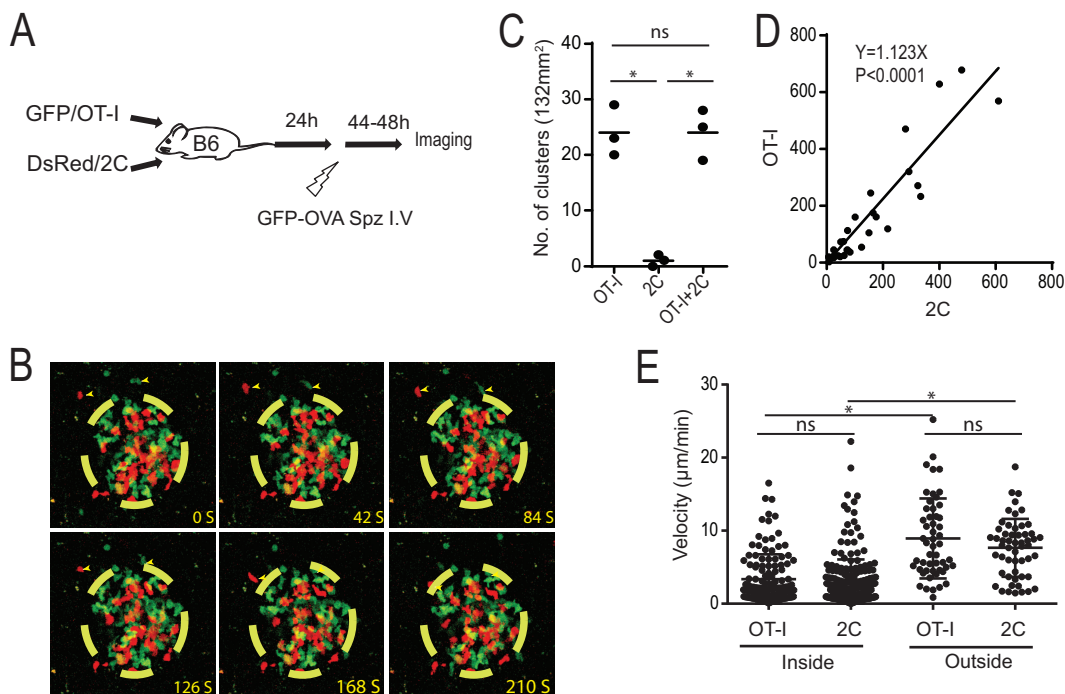 A
GFP/OT-I
DsRed/2C
B6
24h
44-48h
Imaging
GFP-OVA Spz I.V
B
0 S
42 S
84 S
126 S
168 S
210 S
C
No. of clusters (132mm²)
40
30
20
10
0
ns
*
*
OT-I
2C
OT-I+2C
D
OT-I
800
600
400
200
0
Y=1.123X
P<0.0001
0
200
400
600
800
2C
E
Velocity (µm/min)
30
20
10
0
*
*
ns
ns
OT-I
2C
OT-I
2C
Inside
Outside